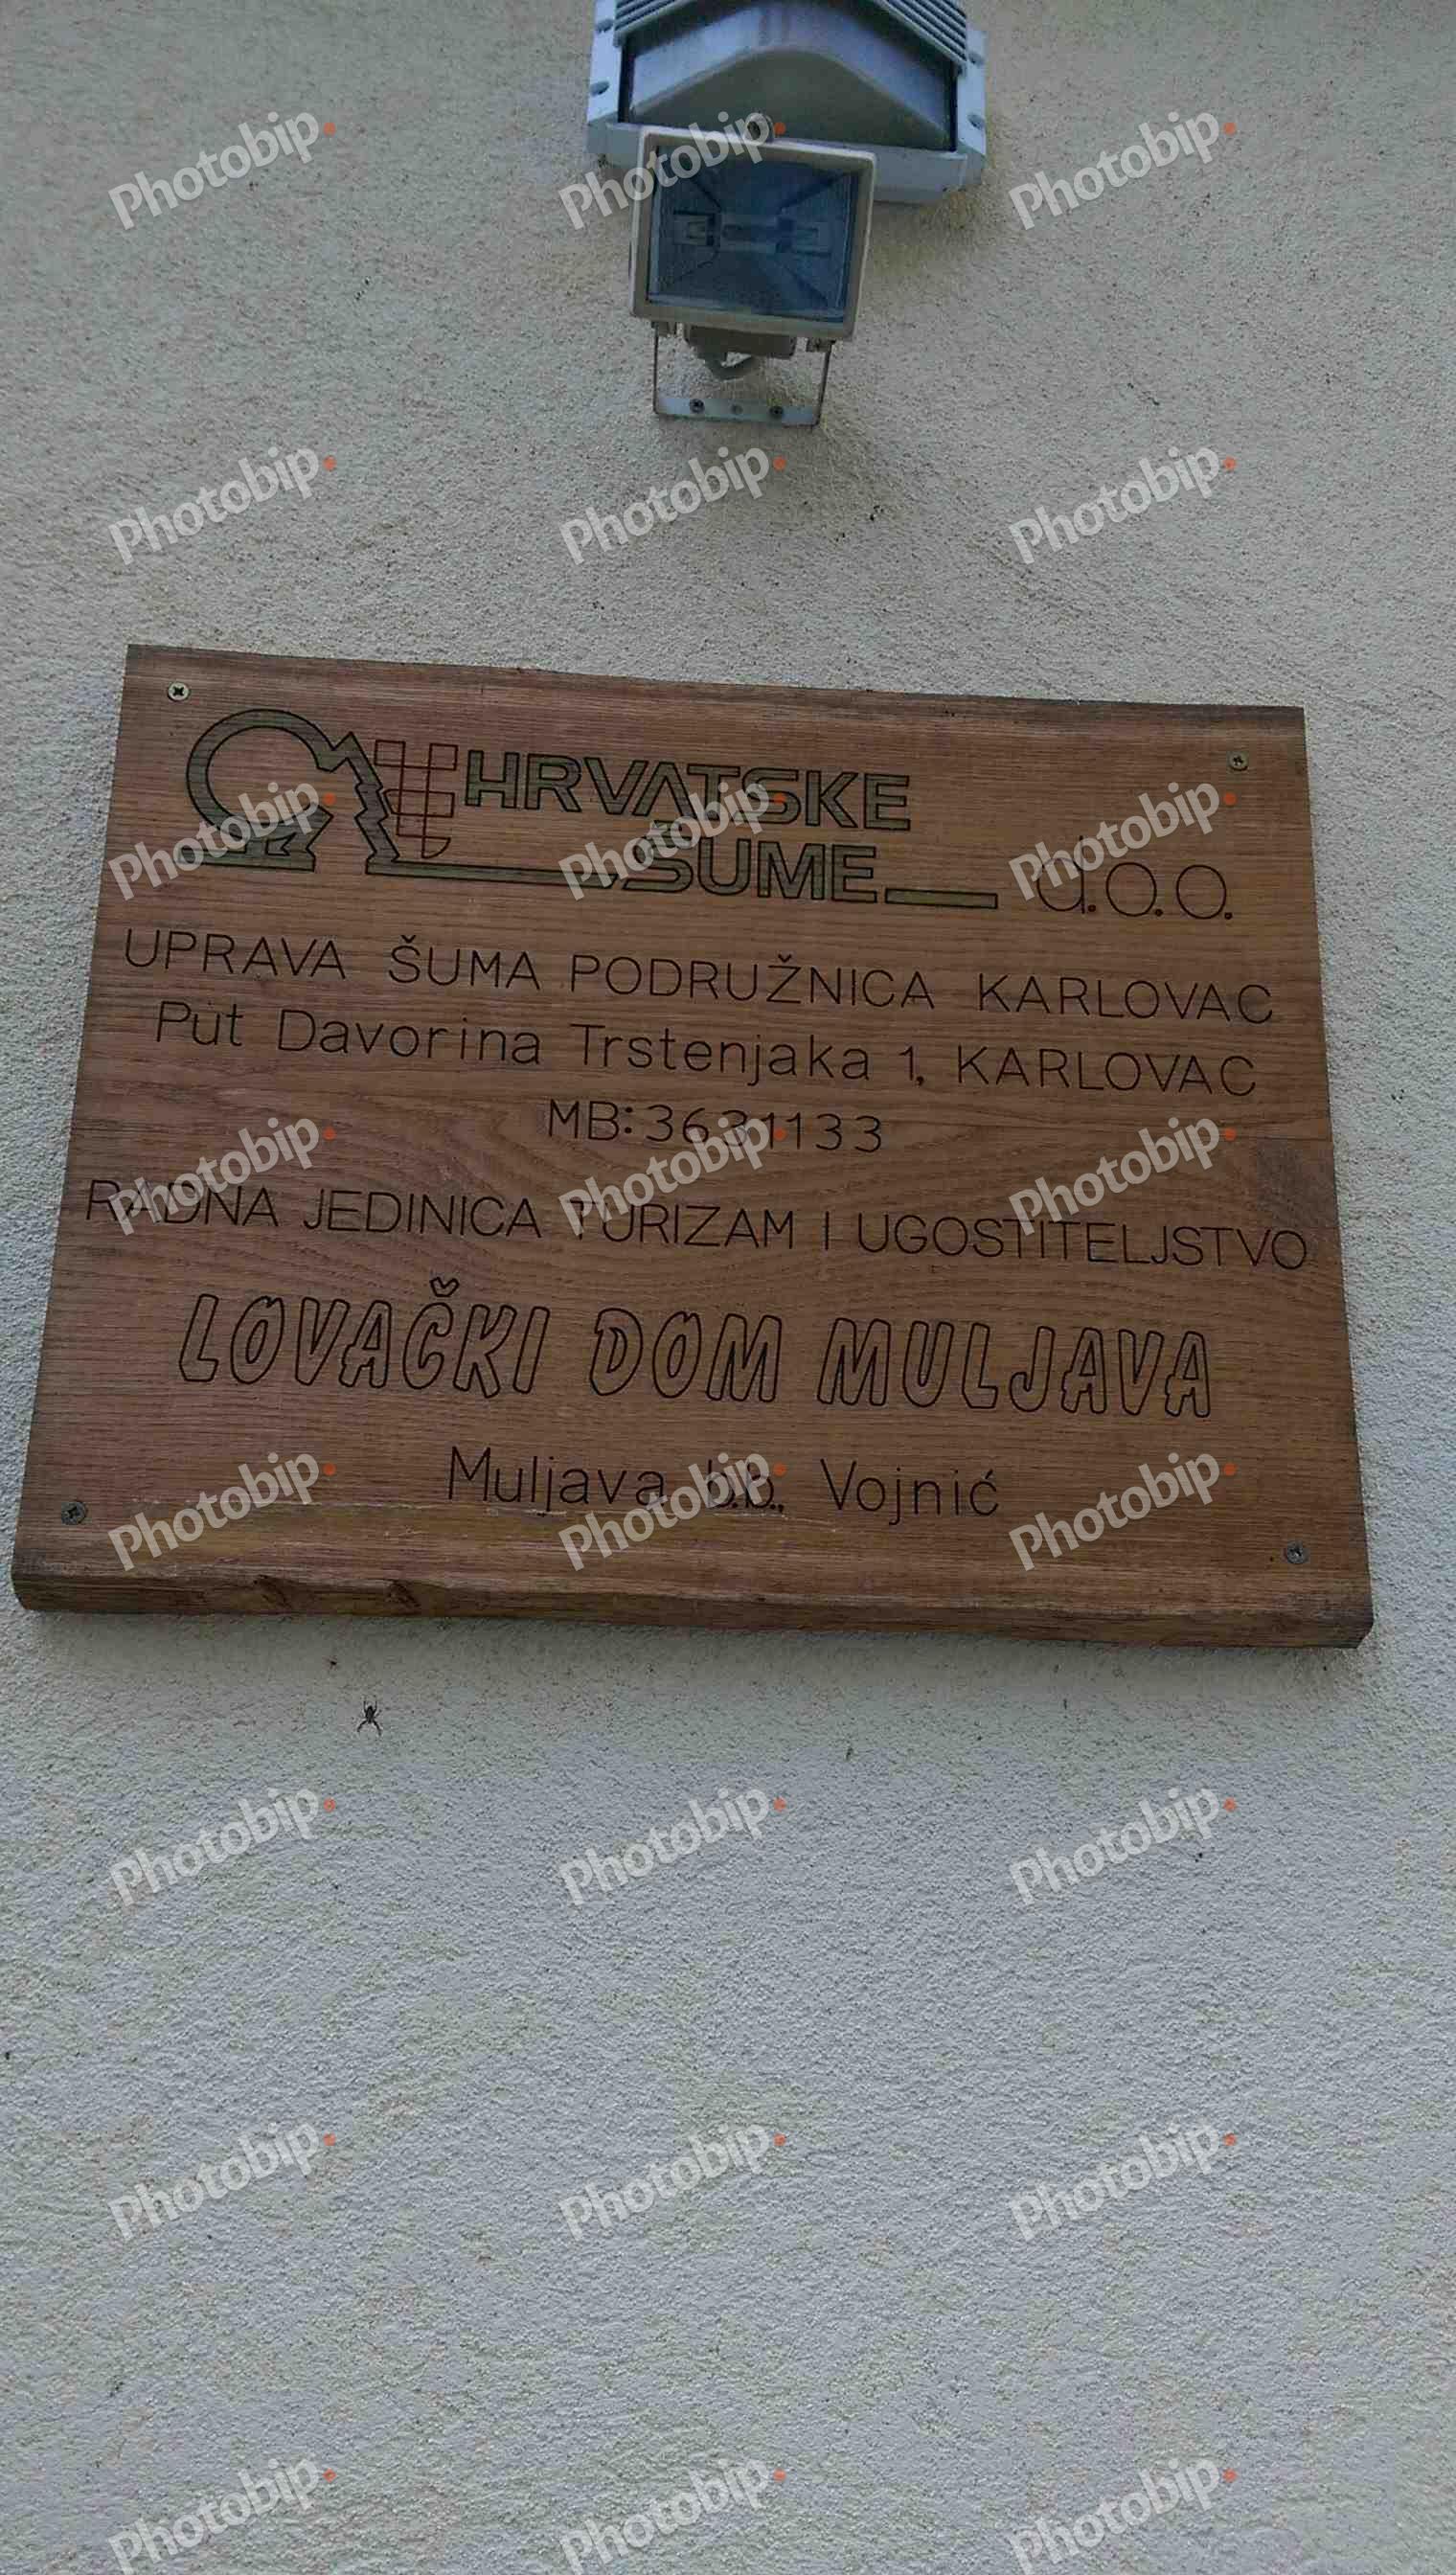 HRVATSKE
ŠUME d.o.o.
UPRAVA ŠUMA PODRUŽNICA KARLOVAC
Put Davorina Trstenjaka 1, KARLOVAC
MB: 3631133
RADNA JEDINICA TURIZAM I UGOSTITELJSTVO
LOVAČKI DOM MULJAVA
Muljava b.b., Vojnić
Photobip